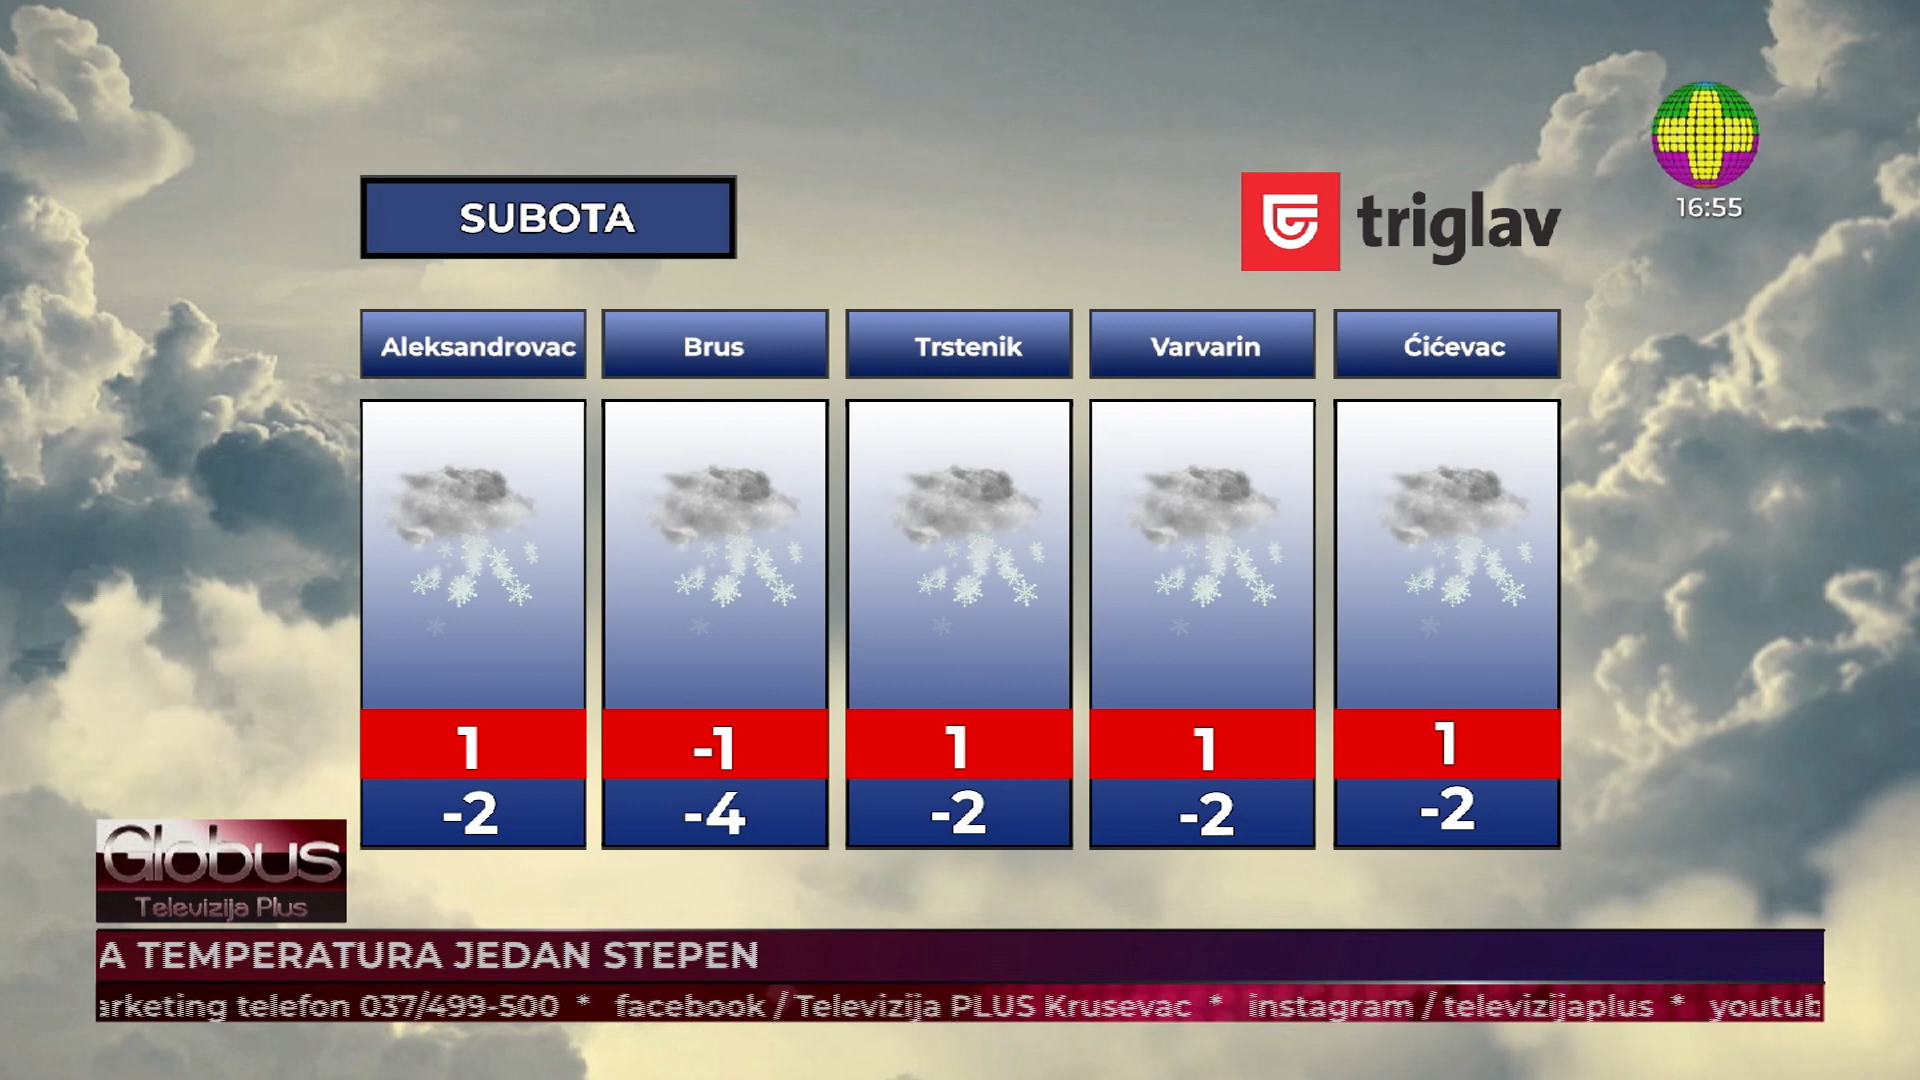 SUBOTA
triglav
16:55
Aleksandrovac
Brus
Trstenik
Varvarin
Ćićevac
1
-1
1
1
1
-2
-4
-2
-2
-2
Globus
Televizija Plus
A TEMPERATURA JEDAN STEPEN
arketing telefon 037/499-500 * facebook / Televizija PLUS Krusevac * instagram / televizijaplus * youtub